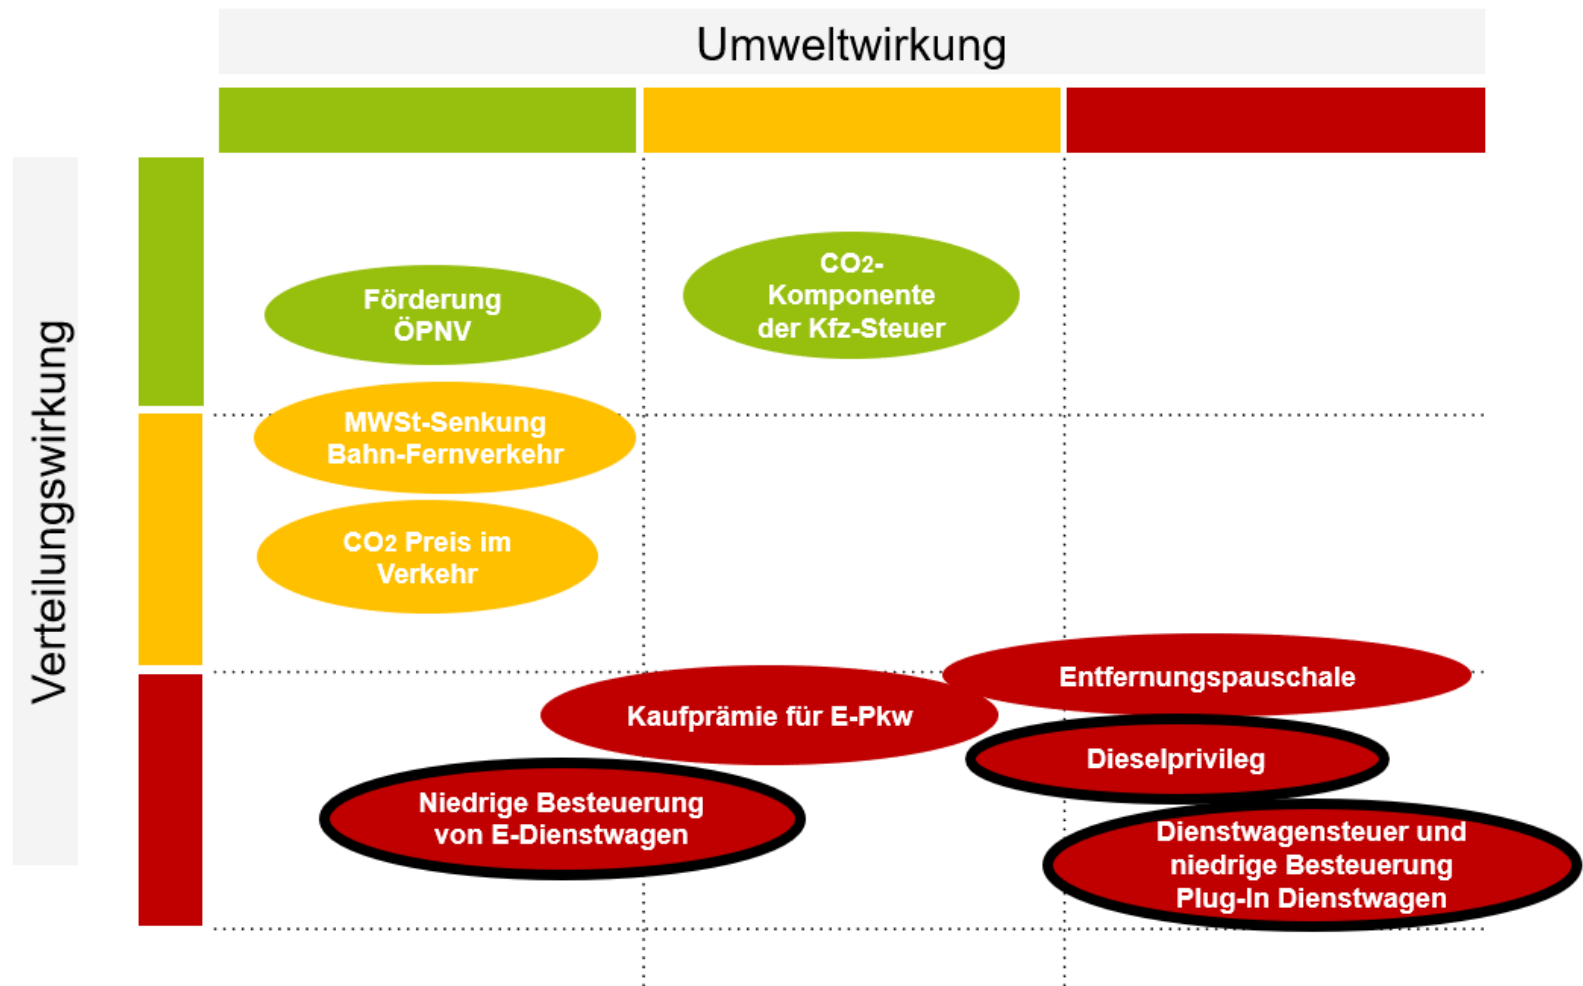 Umweltwirkung
Verteilungswirkung
Förderung
ÖPNV
CO2-
Komponente
der Kfz-Steuer
MWSt-Senkung
Bahn-Fernverkehr
CO2 Preis im
Verkehr
Entfernungspauschale
Kaufprämie für E-Pkw
Dieselprivileg
Niedrige Besteuerung
von E-Dienstwagen
Dienstwagensteuer und
niedrige Besteuerung
Plug-In Dienstwagen